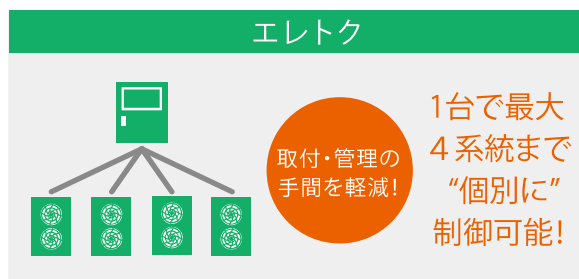 エレトク
取付・管理の
手間を軽減！
1台で最大
4系統まで
“個別に”
制御可能！